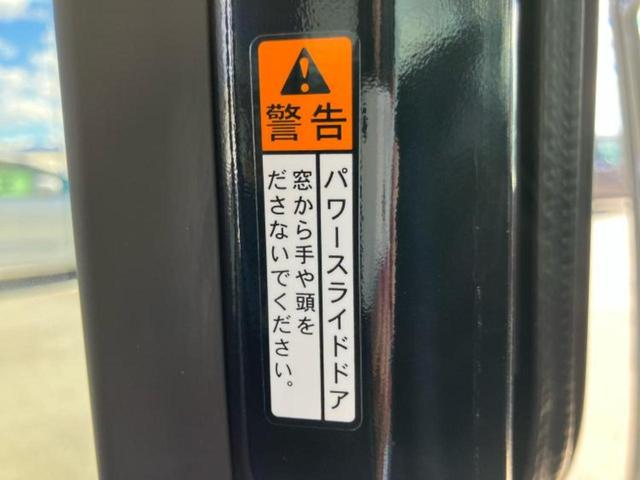 警告
パワースライドドア
窓から手や頭を
ださないでください。